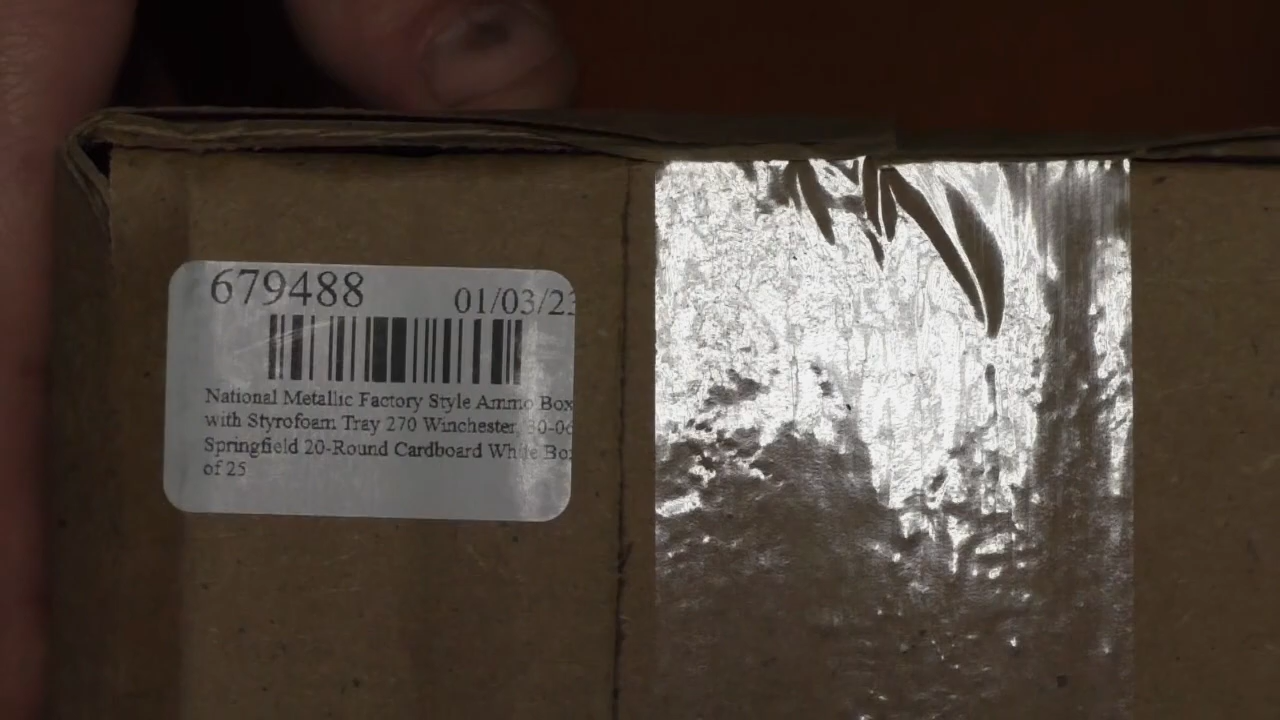 679488 01/03/23
National Metallic Factory Style Ammo Box
with Styrofoam Tray 270 Winchester, 30-06
Springfield 20-Round Cardboard White Box
of 25